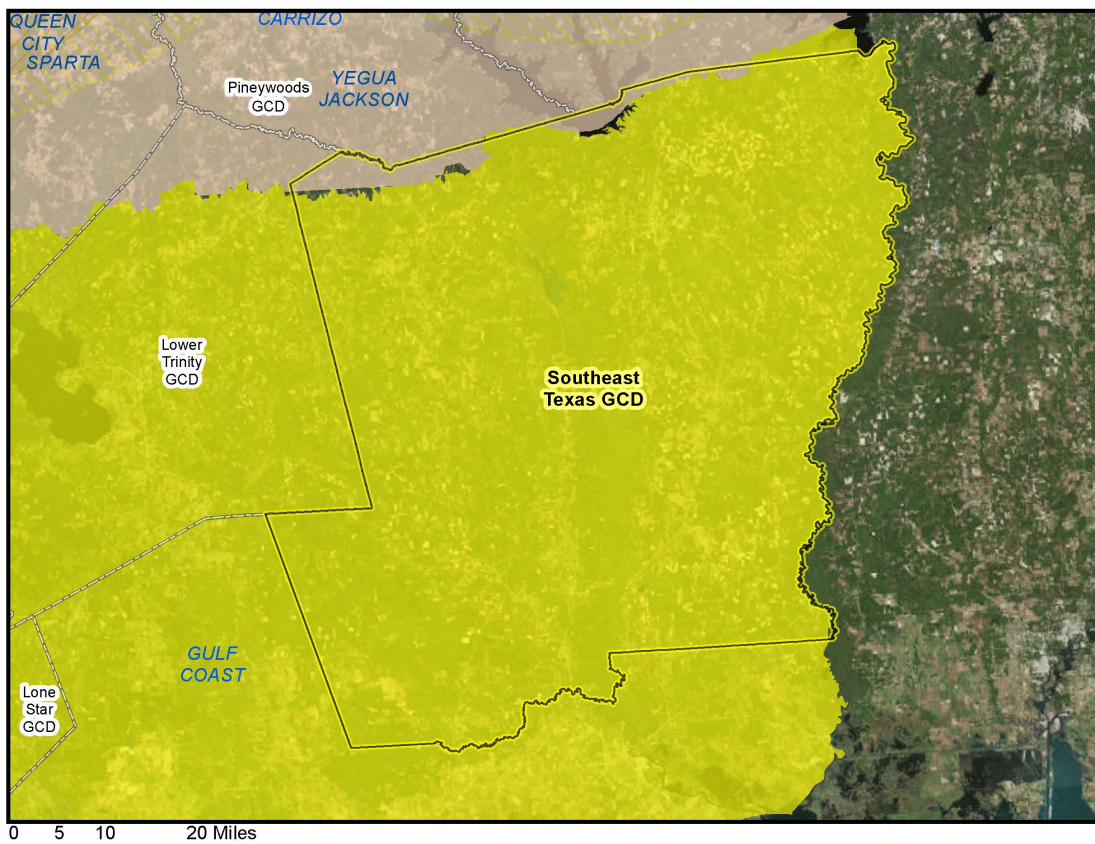 QUEEN
CITY
SPARTA
CARRIZO
Pineywoods
GCD
YEGUA
JACKSON
Lower
Trinity
GCD
Southeast
Texas GCD
GULF
COAST
Lone
Star
GCD
0 5 10 20 Miles